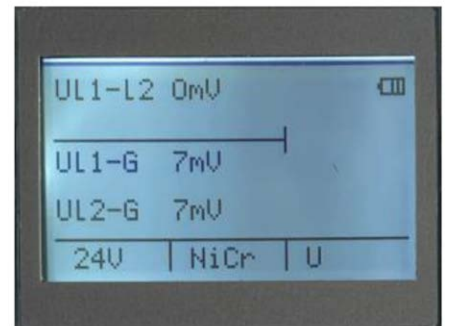 UL1-L2 0mV
UL1-G 7mV
UL2-G 7mV
24V NiCr U